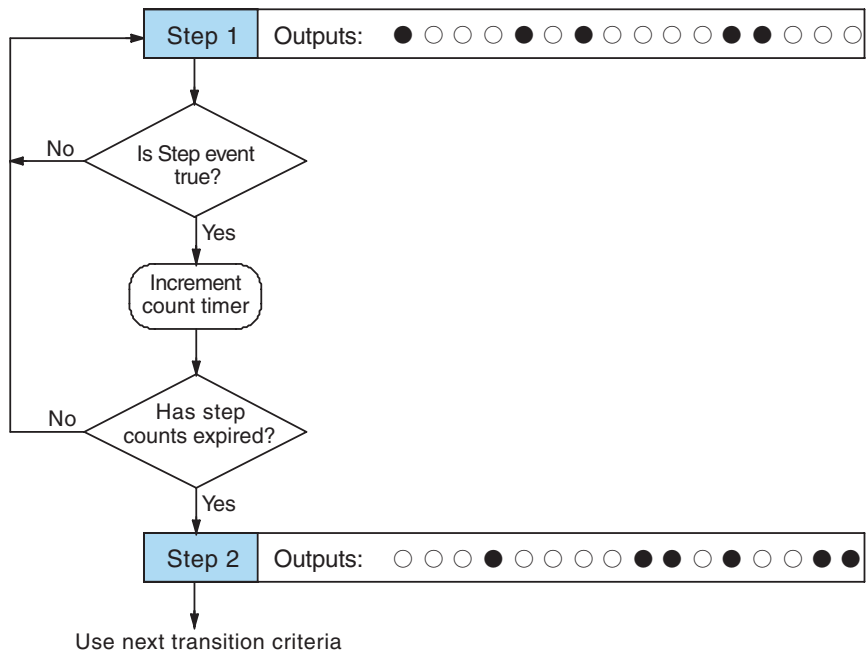 Step 1 Outputs:
No
Is Step event
true?
Yes
Increment
count timer
No
Has step
counts expired?
Yes
Step 2 Outputs:
Use next transition criteria